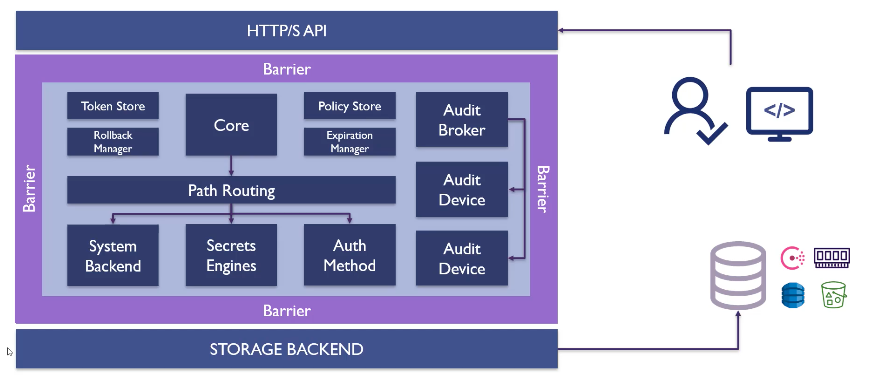 HTTP/S API
Barrier
Token Store
Core
Policy Store
Audit
Broker
Rollback
Manager
Expiration
Manager
Barrier
Barrier
Path Routing
Audit
Device
System
Backend
Secrets
Engines
Auth
Method
Audit
Device
Barrier
STORAGE BACKEND
</>